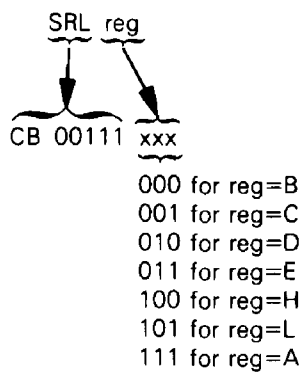 SRL reg
CB 00111 xxx
000 for reg=B
001 for reg=C
010 for reg=D
011 for reg=E
100 for reg=H
101 for reg=L
111 for reg=A